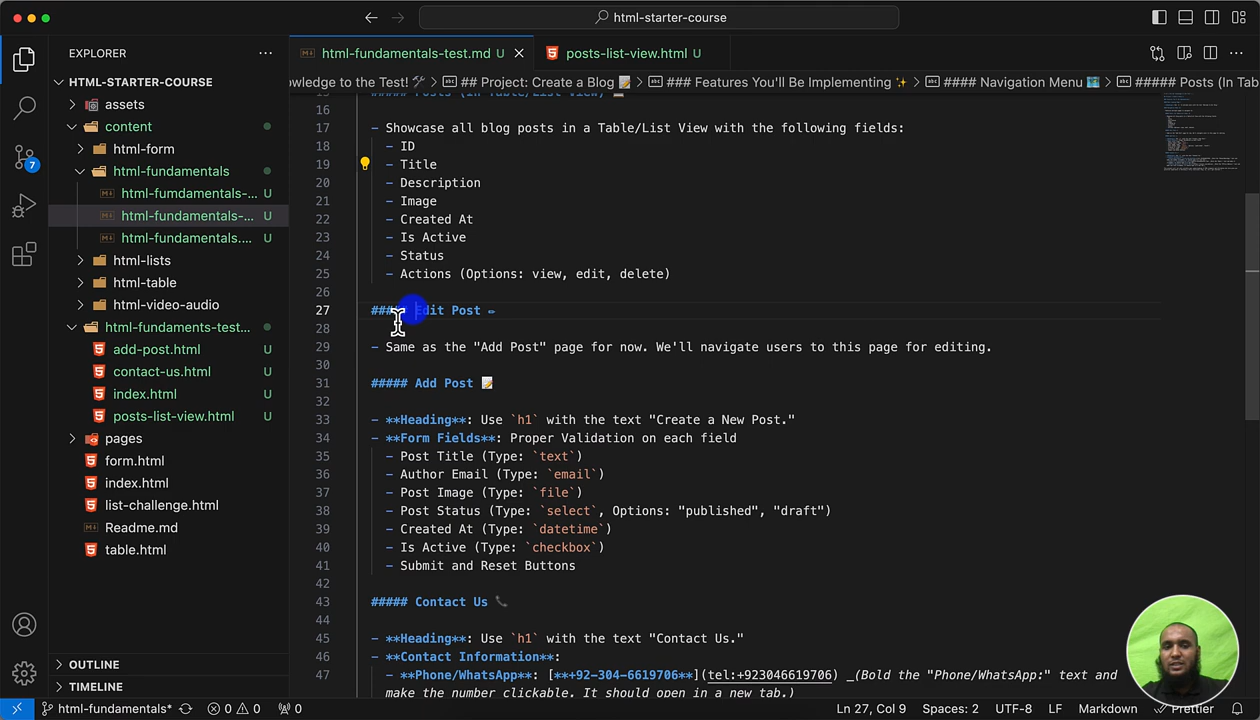 html-starter-course
EXPLORER
html-fundamentals-test.md U
posts-list-view.html U
HTML-STARTER-COURSE
owledge to the Test! 🛠 > ## Project: Create a Blog 📝 > ### Features You'll Be Implementing ✨ > #### Navigation Menu 🗺️ > ##### Posts (In Tab
assets
content
html-form
html-fundamentals
html-fumdamentals-... U
html-fundamentals-... U
html-fundamentals.... U
html-lists
html-table
html-video-audio
html-fundaments-test...
add-post.html U
contact-us.html U
index.html U
posts-list-view.html U
pages
form.html
index.html
list-challenge.html
Readme.md
table.html
OUTLINE
TIMELINE
7
16
17 - Showcase all blog posts in a Table/List View with the following fields:
18 - ID
19 - Title
20 - Description
21 - Image
22 - Created At
23 - Is Active
24 - Status
25 - Actions (Options: view, edit, delete)
26
27 ##### Edit Post ✏
28
29 - Same as the "Add Post" page for now. We'll navigate users to this page for editing.
30
31 ##### Add Post 📝
32
33 - **Heading**: Use `h1` with the text "Create a New Post."
34 - **Form Fields**: Proper Validation on each field
35 - Post Title (Type: `text`)
36 - Author Email (Type: `email`)
37 - Post Image (Type: `file`)
38 - Post Status (Type: `select`, Options: "published", "draft")
39 - Created At (Type: `datetime`)
40 - Is Active (Type: `checkbox`)
41 - Submit and Reset Buttons
42
43 ##### Contact Us 📞
44
45 - **Heading**: Use `h1` with the text "Contact Us."
46 - **Contact Information**:
47 - **Phone/WhatsApp**: [**+92-304-6619706**](tel:+923046619706) _(Bold the "Phone/WhatsApp:" text and
make the number clickable. It should open in a new tab.)
html-fundamentals* 0 0 0 Ln 27, Col 9 Spaces: 2 UTF-8 LF Markdown Prettier